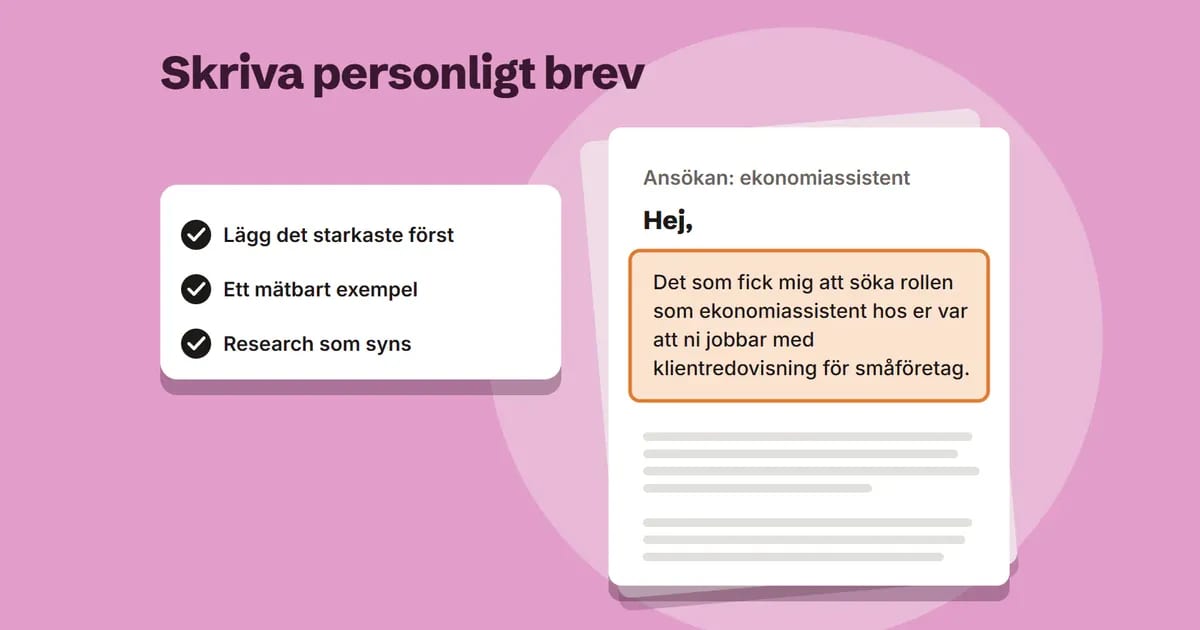 Skriva personligt brev
Lägg det starkaste först
Ett mätbart exempel
Research som syns
Ansökan: ekonomiassistent
Hej,
Det som fick mig att söka rollen
som ekonomiassistent hos er var
att ni jobbar med
klientredovisning för småföretag.